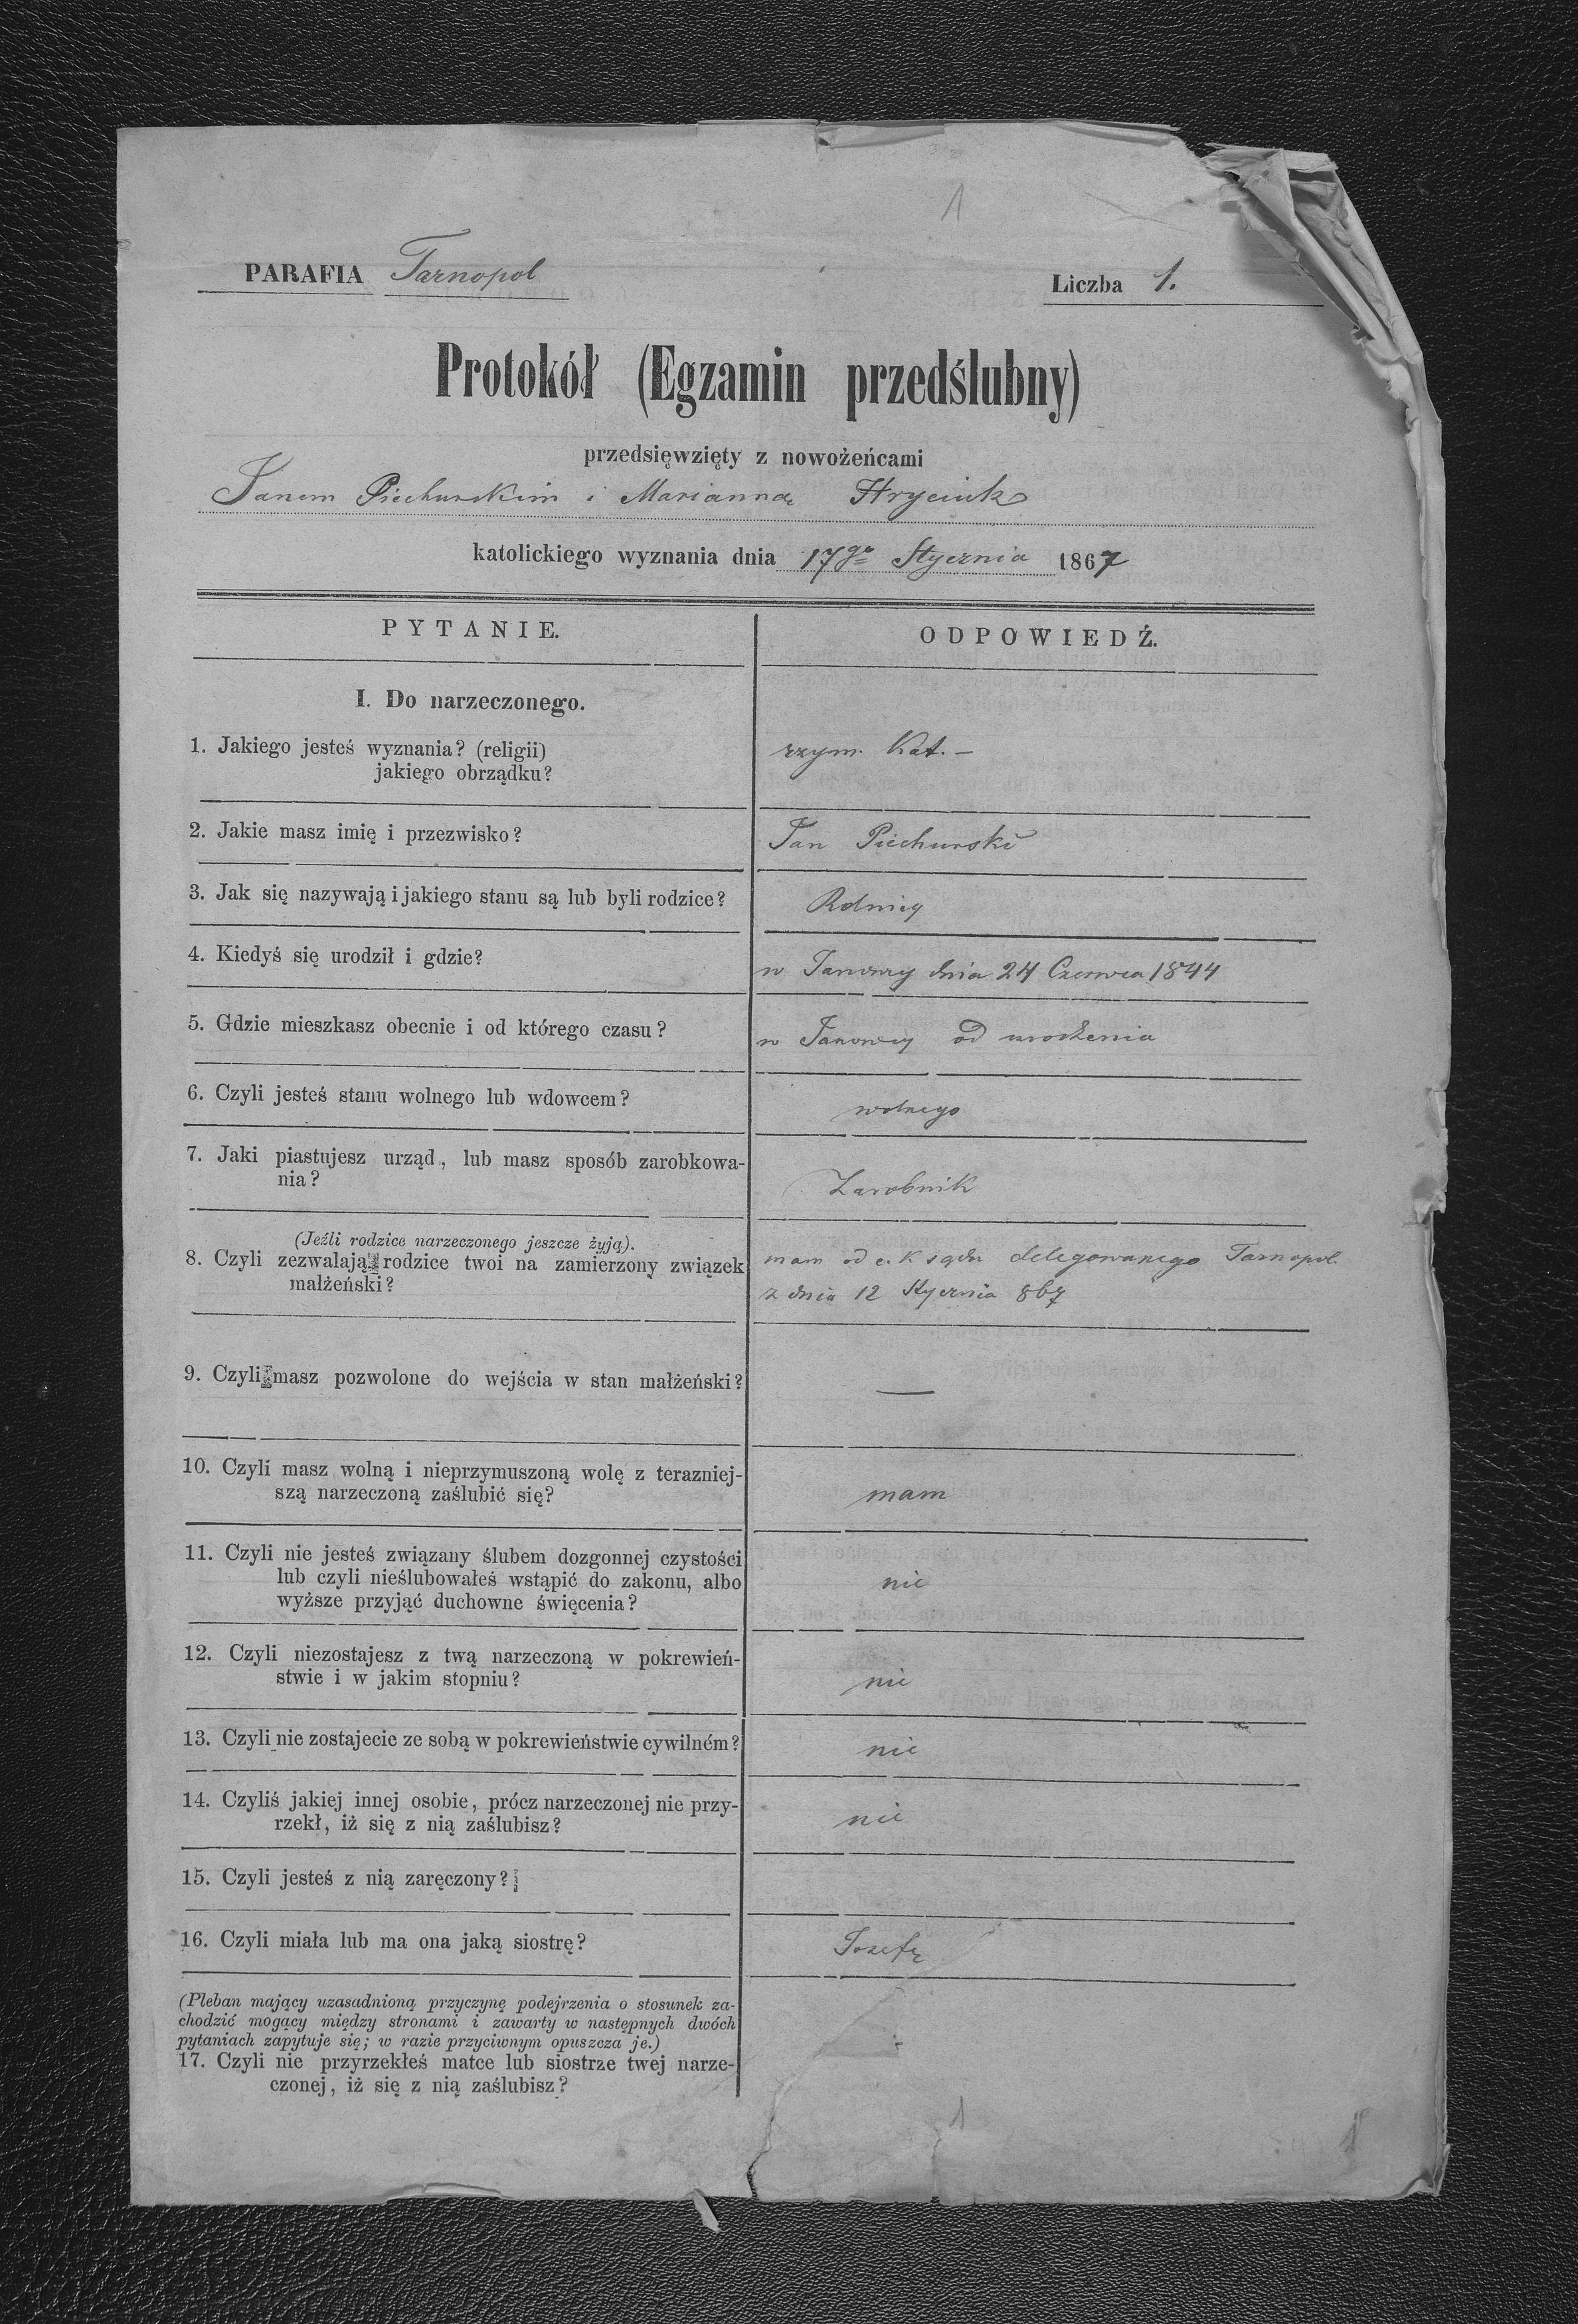 1
PARAFIA Tarnopol
Liczba 1.
Protokół (Egzamin przedślubny)
przedsięwzięty z nowożeńcami
Janem Piechurskim i Marianną Hryciuk
katolickiego wyznania dnia 17go Stycznia 1867
PYTANIE.
ODPOWIEDŹ.
I. Do narzeczonego.
1. Jakiego jesteś wyznania? (religii)
jakiego obrządku?
rzym. Kat. —
2. Jakie masz imię i przezwisko?
Jan Piechurski
3. Jak się nazywają i jakiego stanu są lub byli rodzice?
Rolnicy
4. Kiedyś się urodził i gdzie?
w dnia 24 Czerwca 1844
5. Gdzie mieszkasz obecnie i od którego czasu?
w od urodzenia
6. Czyli jesteś stanu wolnego lub wdowcem?
wolnego
7. Jaki piastujesz urząd, lub masz sposób zarobkowa-
nia?
Zarobnik
(Jeźli rodzice narzeczonego jeszcze żyją).
8. Czyli zezwalają rodzice twoi na zamierzony związek
małżeński?
mam od c. K sądu delegowanego Tarnopol.
z dnia 12 Stycznia 867
9. Czyli masz pozwolone do wejścia w stan małżeński?
—
10. Czyli masz wolną i nieprzymuszoną wolę z terazniej-
szą narzeczoną zaślubić się?
mam
11. Czyli nie jesteś związany ślubem dozgonnej czystości
lub czyli nieślubowałeś wstąpić do zakonu, albo
wyższe przyjąć duchowne święcenia?
nie
12. Czyli niezostajesz z twą narzeczoną w pokrewień-
stwie i w jakim stopniu?
nie
13. Czyli nie zostajecie ze sobą w pokrewieństwie cywilném?
nie
14. Czyliś jakiej innej osobie, prócz narzeczonej nie przy-
rzekł, iż się z nią zaślubisz?
nie
15. Czyli jesteś z nią zaręczony?
16. Czyli miała lub ma ona jaką siostrę?
Jozefę
(Pleban mający uzasadnioną przyczynę podejrzenia o stosunek za-
chodzić mogący między stronami i zawarty w następnych dwóch
pytaniach zapytuje się; w razie przyciwnym opuszcza je.)
17. Czyli nie przyrzekłeś matce lub siostrze twej narze-
czonej, iż się z nią zaślubisz?
1
1